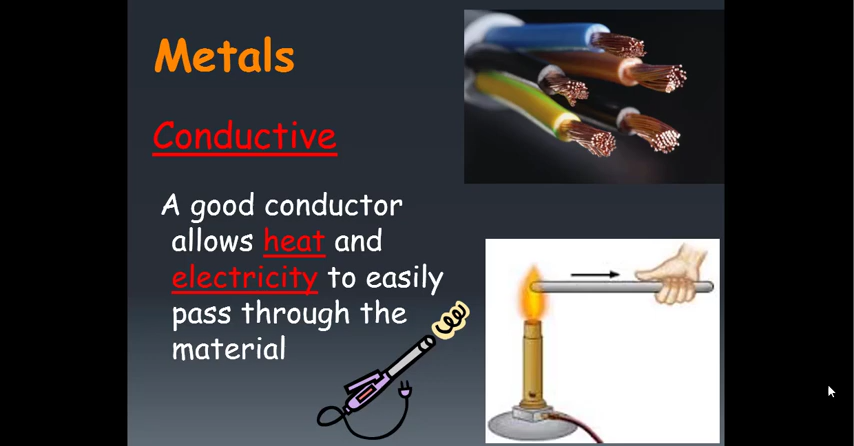 Metals
Conductive
A good conductor
allows heat and
electricity to easily
pass through the
material